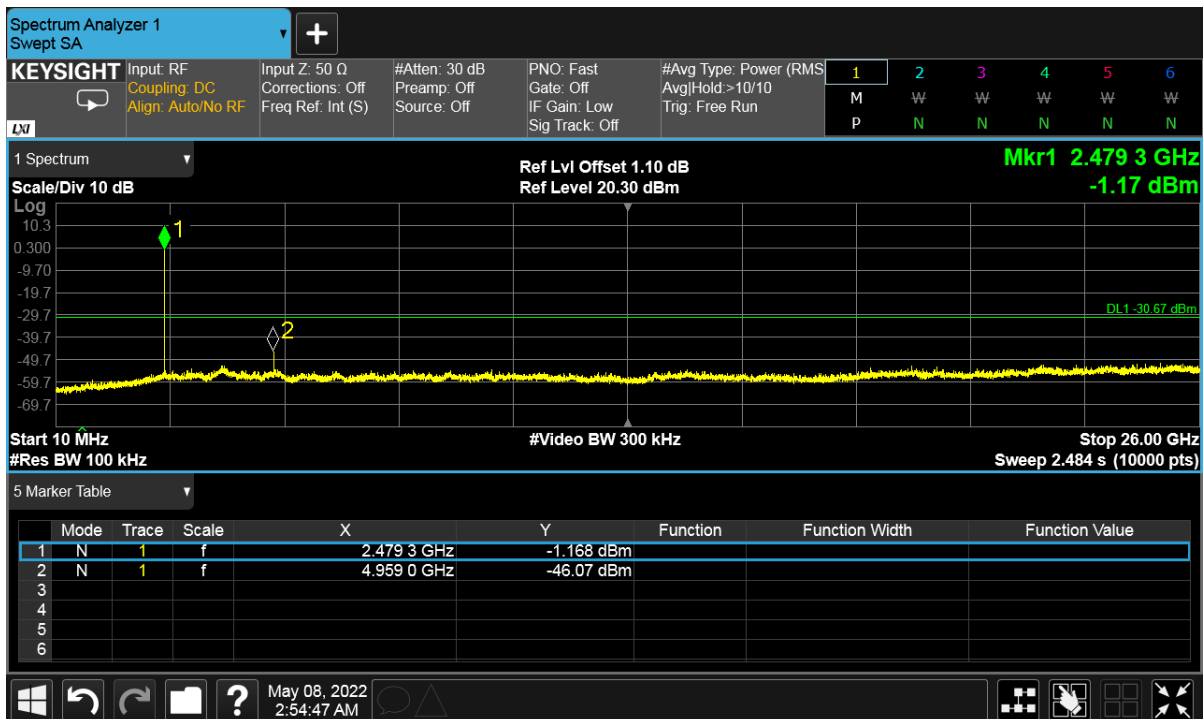 Spectrum Analyzer 1
Swept SA
+
KEYSIGHT
LXI
Input: RF
Coupling: DC
Align: Auto/No RF
Input Z: 50 Ω
Corrections: Off
Freq Ref: Int (S)
#Atten: 30 dB
Preamp: Off
Source: Off
PNO: Fast
Gate: Off
IF Gain: Low
Sig Track: Off
#Avg Type: Power (RMS
Avg|Hold:>10/10
Trig: Free Run
1 2 3 4 5 6
M W W W W W
P N N N N N
1 Spectrum
Scale/Div 10 dB
Ref Lvl Offset 1.10 dB
Ref Level 20.30 dBm
Mkr1 2.479 3 GHz
-1.17 dBm
Log
10.3
0.300
-9.70
-19.7
-29.7
-39.7
-49.7
-59.7
-69.7
1
2
DL1 -30.67 dBm
Start 10 MHz
#Res BW 100 kHz
#Video BW 300 kHz
Stop 26.00 GHz
Sweep 2.484 s (10000 pts)
5 Marker Table
Mode Trace Scale X Y Function Function Width Function Value
1 N 1 f 2.479 3 GHz -1.168 dBm
2 N 1 f 4.959 0 GHz -46.07 dBm
3
4
5
6
?
May 08, 2022
2:54:47 AM